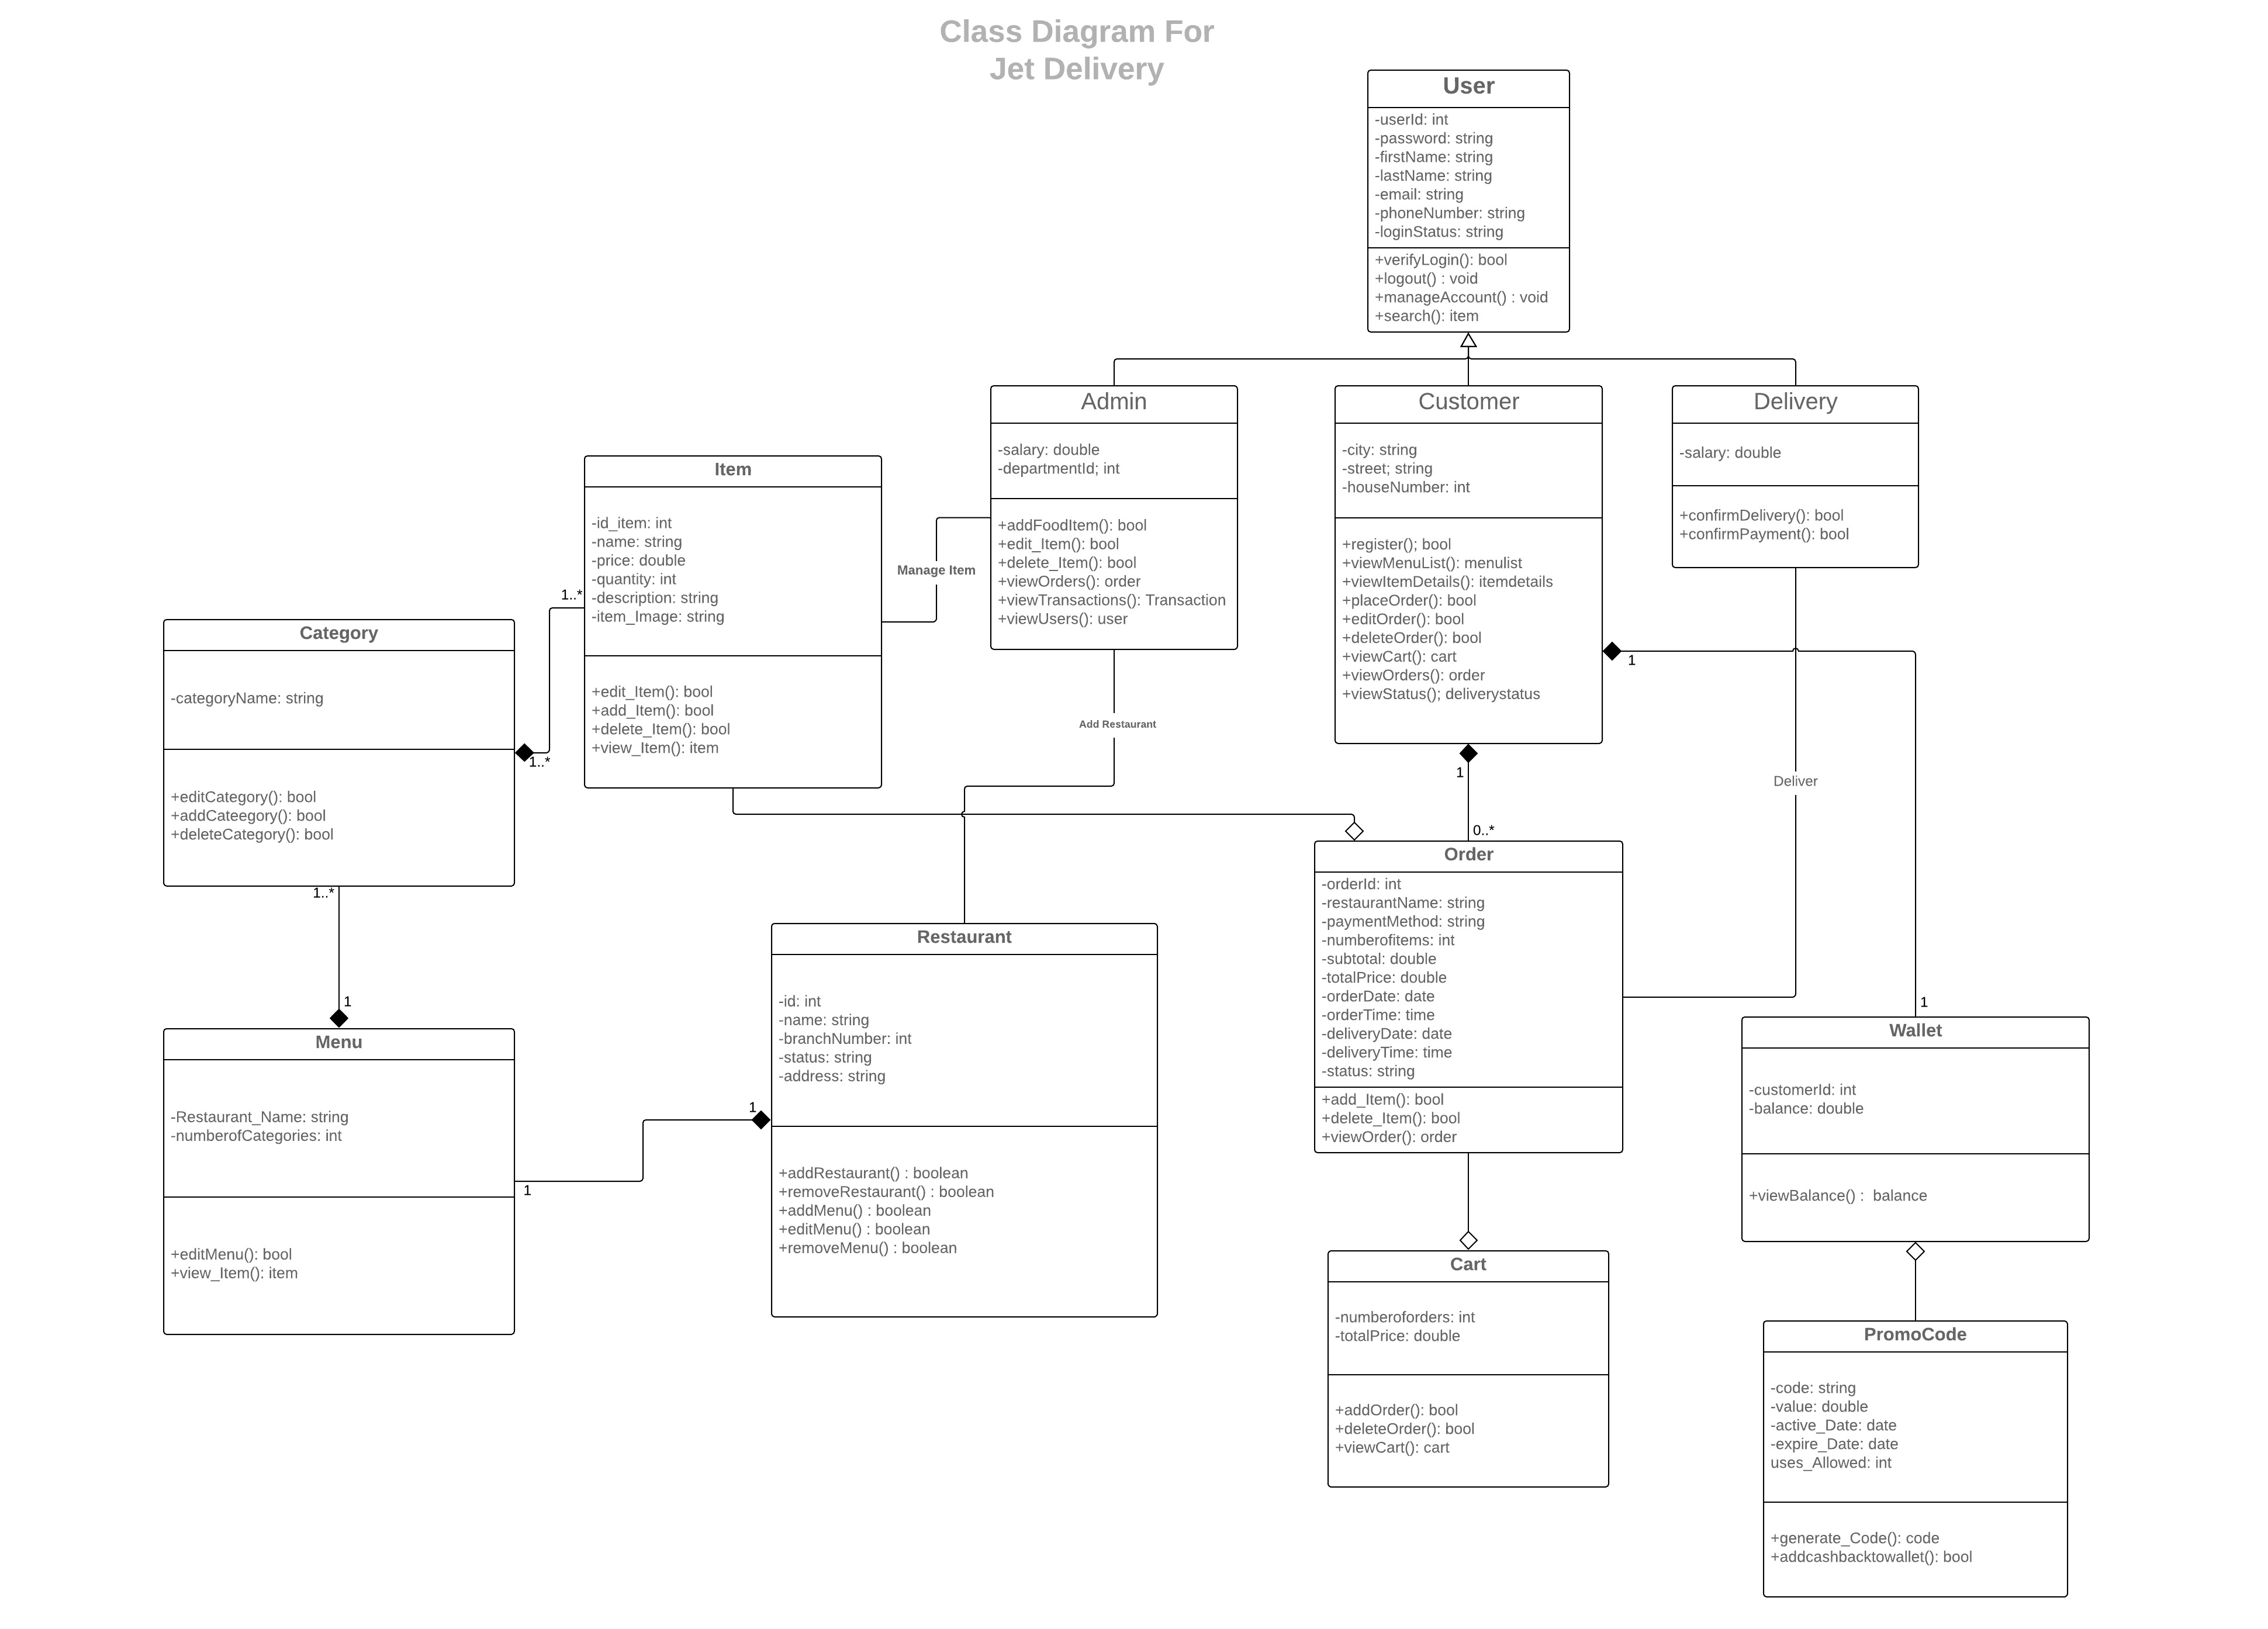 Class Diagram For
Jet Delivery
User
-userId: int
-password: string
-firstName: string
-lastName: string
-email: string
-phoneNumber: string
-loginStatus: string
+verifyLogin(): bool
+logout() : void
+manageAccount() : void
+search(): item
Admin
-salary: double
-departmentId; int
+addFoodItem(): bool
+edit_Item(): bool
+delete_Item(): bool
+viewOrders(): order
+viewTransactions(): Transaction
+viewUsers(): user
Customer
-city: string
-street; string
-houseNumber: int
+register(); bool
+viewMenuList(): menulist
+viewItemDetails(): itemdetails
+placeOrder(): bool
+editOrder(): bool
+deleteOrder(): bool
+viewCart(): cart
+viewOrders: order
+viewStatus(); deliverystatus
Delivery
-salary: double
+confirmDelivery(): bool
+confirmPayment(): bool
Item
-id_item: int
-name: string
-price: double
-quantity: int
-description: string
-item_Image: string
+edit_Item(): bool
+add_Item(): bool
+delete_Item(): bool
+view_Item(): item
Manage Item
1..*
1..*
Category
-categoryName: string
+editCategory(): bool
+addCateegory(): bool
+deleteCategory(): bool
1..*
1
Add Restaurant
1
1
0..*
Deliver
1
Order
-orderId: int
-restaurantName: string
-paymentMethod: string
-numberofitems: int
-subtotal: double
-totalPrice: double
-orderDate: date
-orderTime: time
-deliveryDate: date
-deliveryTime: time
-status: string
+add_Item(): bool
+delete_Item(): bool
+viewOrder(): order
Restaurant
-id: int
-name: string
-branchNumber: int
-status: string
-address: string
+addRestaurant() : boolean
+removeRestaurant() : boolean
+addMenu() : boolean
+editMenu() : boolean
+removeMenu() : boolean
Menu
-Restaurant_Name: string
-numberofCategories: int
+editMenu(): bool
+view_Item(): item
1
1
Wallet
-customerId: int
-balance: double
+viewBalance() :  balance
Cart
-numberoforders: int
-totalPrice: double
+addOrder(): bool
+deleteOrder(): bool
+viewCart(): cart
PromoCode
-code: string
-value: double
-active_Date: date
-expire_Date: date
uses_Allowed: int
+generate_Code(): code
+addcashbacktowallet(): bool